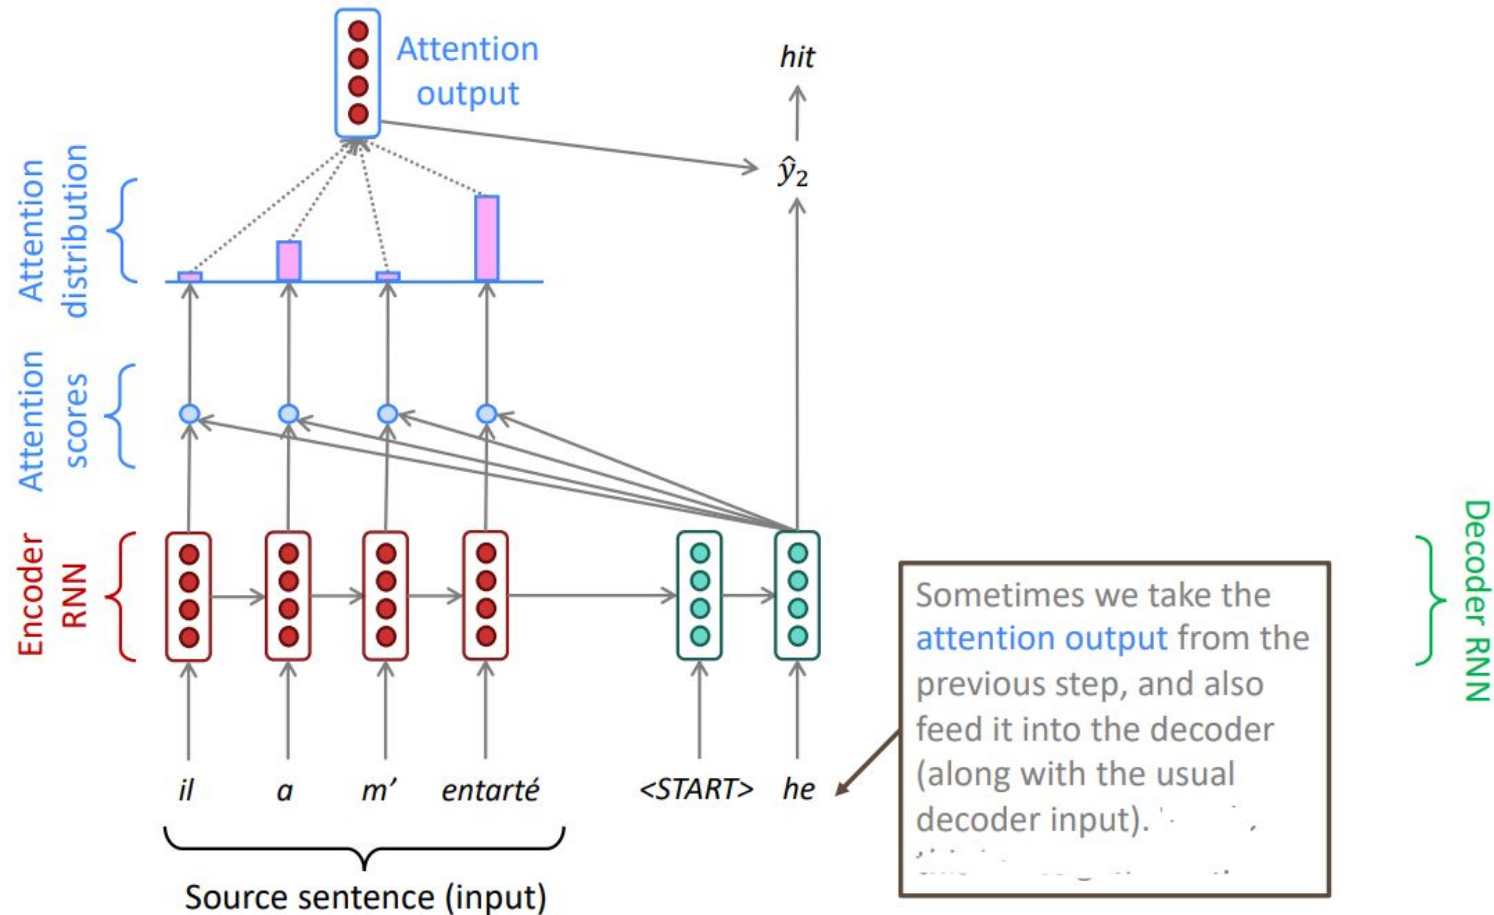 Attention
output
hit
ŷ₂
Attention
distribution
Attention
scores
Encoder
RNN
Decoder RNN
Sometimes we take the
attention output from the
previous step, and also
feed it into the decoder
(along with the usual
decoder input).
il a m’ entarté <START> he
Source sentence (input)